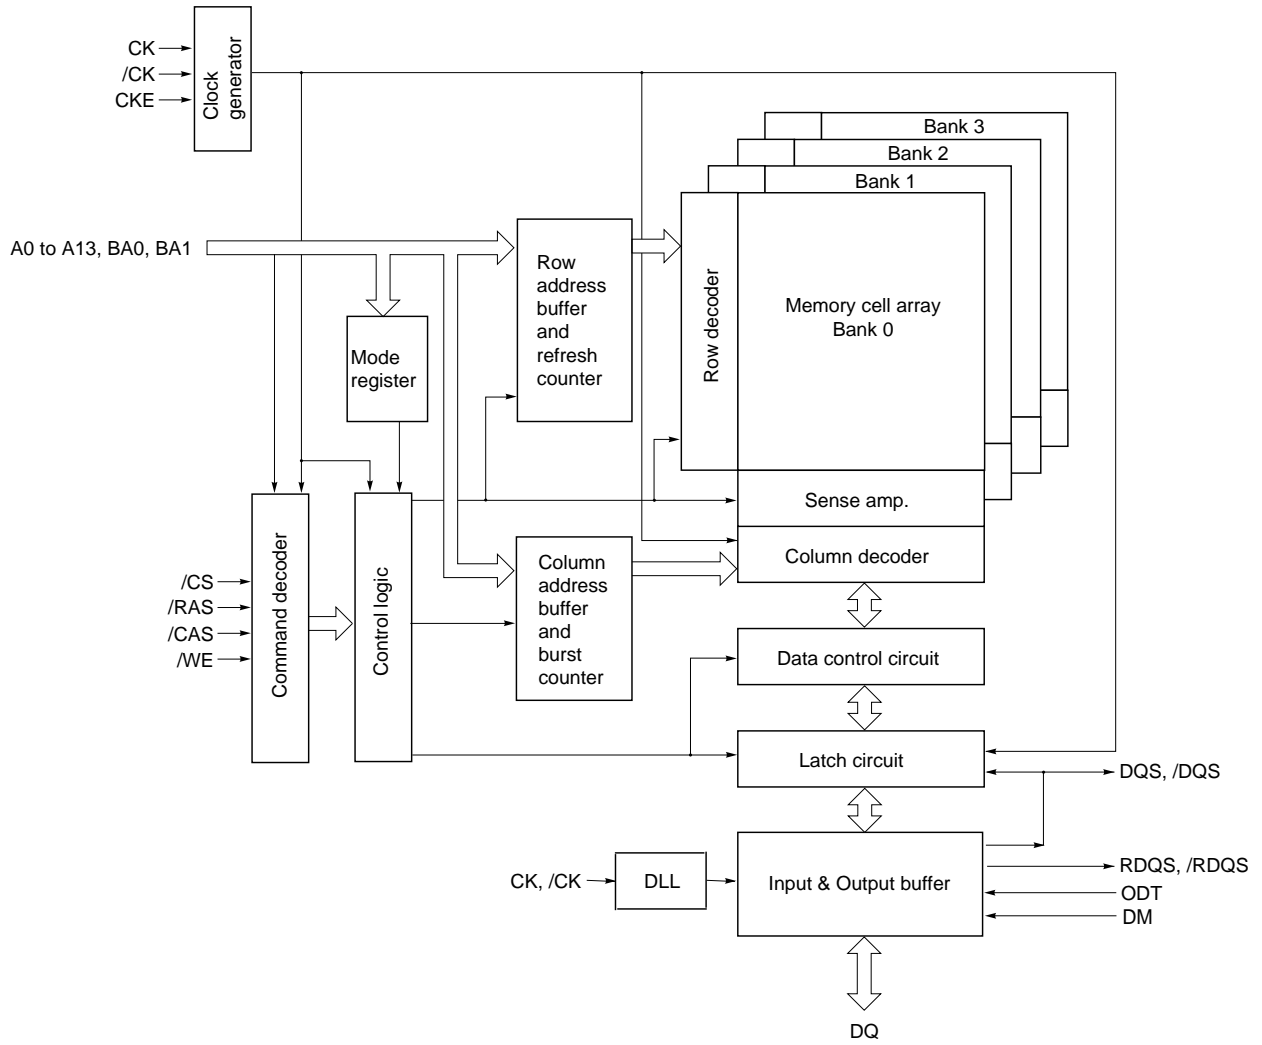 CK
/CK
CKE
Clock
generator
Bank 3
Bank 2
Bank 1
A0 to A13, BA0, BA1
Row
address
buffer
and
refresh
counter
Row decoder
Memory cell array
Bank 0
Mode
register
Sense amp.
Column decoder
/CS
/RAS
/CAS
/WE
Command decoder
Control logic
Column
address
buffer
and
burst
counter
Data control circuit
Latch circuit
DQS, /DQS
CK, /CK
DLL
Input & Output buffer
RDQS, /RDQS
ODT
DM
DQ